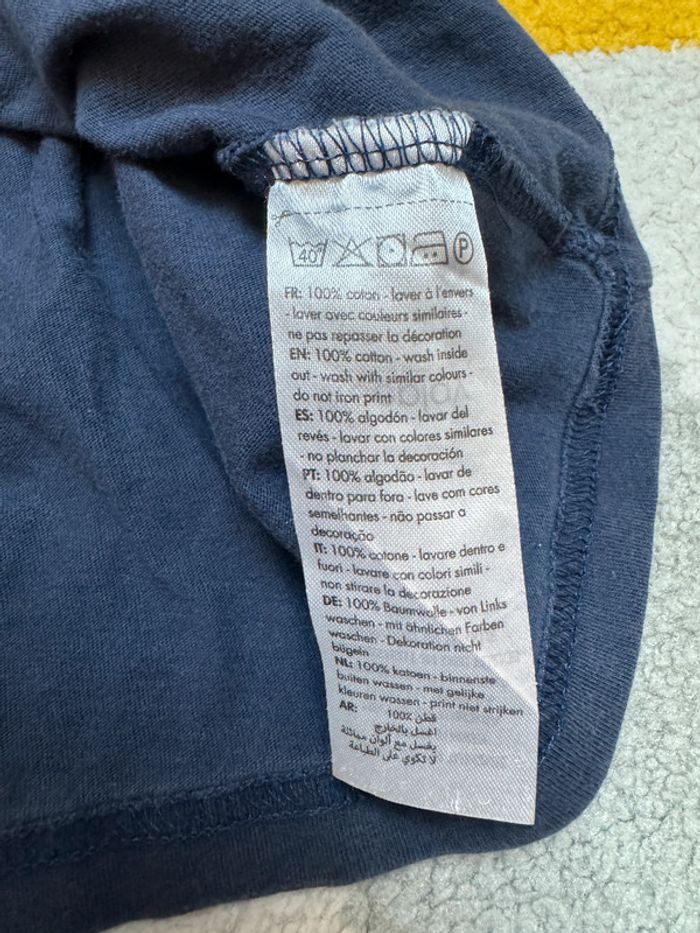 40
P
FR: 100% coton - laver à l'envers
- laver avec couleurs similaires -
ne pas repasser la décoration
EN: 100% cotton - wash inside
out - wash with similar colours -
do not iron print
ES: 100% algodón - lavar del
revés - lavar con colores similares
- no planchar la decoración
PT: 100% algodão - lavar de
dentro para fora - lave com cores
semelhantes - não passar a
decoração
IT: 100% cotone - lavare dentro e
fuori - lavare con colori simili -
non stirare la decorazione
DE: 100% Baumwolle - von Links
waschen - mit ähnlichen Farben
waschen - Dekoration nicht
bügeln
NL: 100% katoen - binnenste
buiten wassen - met gelijke
kleuren wassen - print niet strijken
AR: قطن 100%
اغسل بالخارج
يغسل مع ألوان مماثلة
لا تكوي على الطباعة